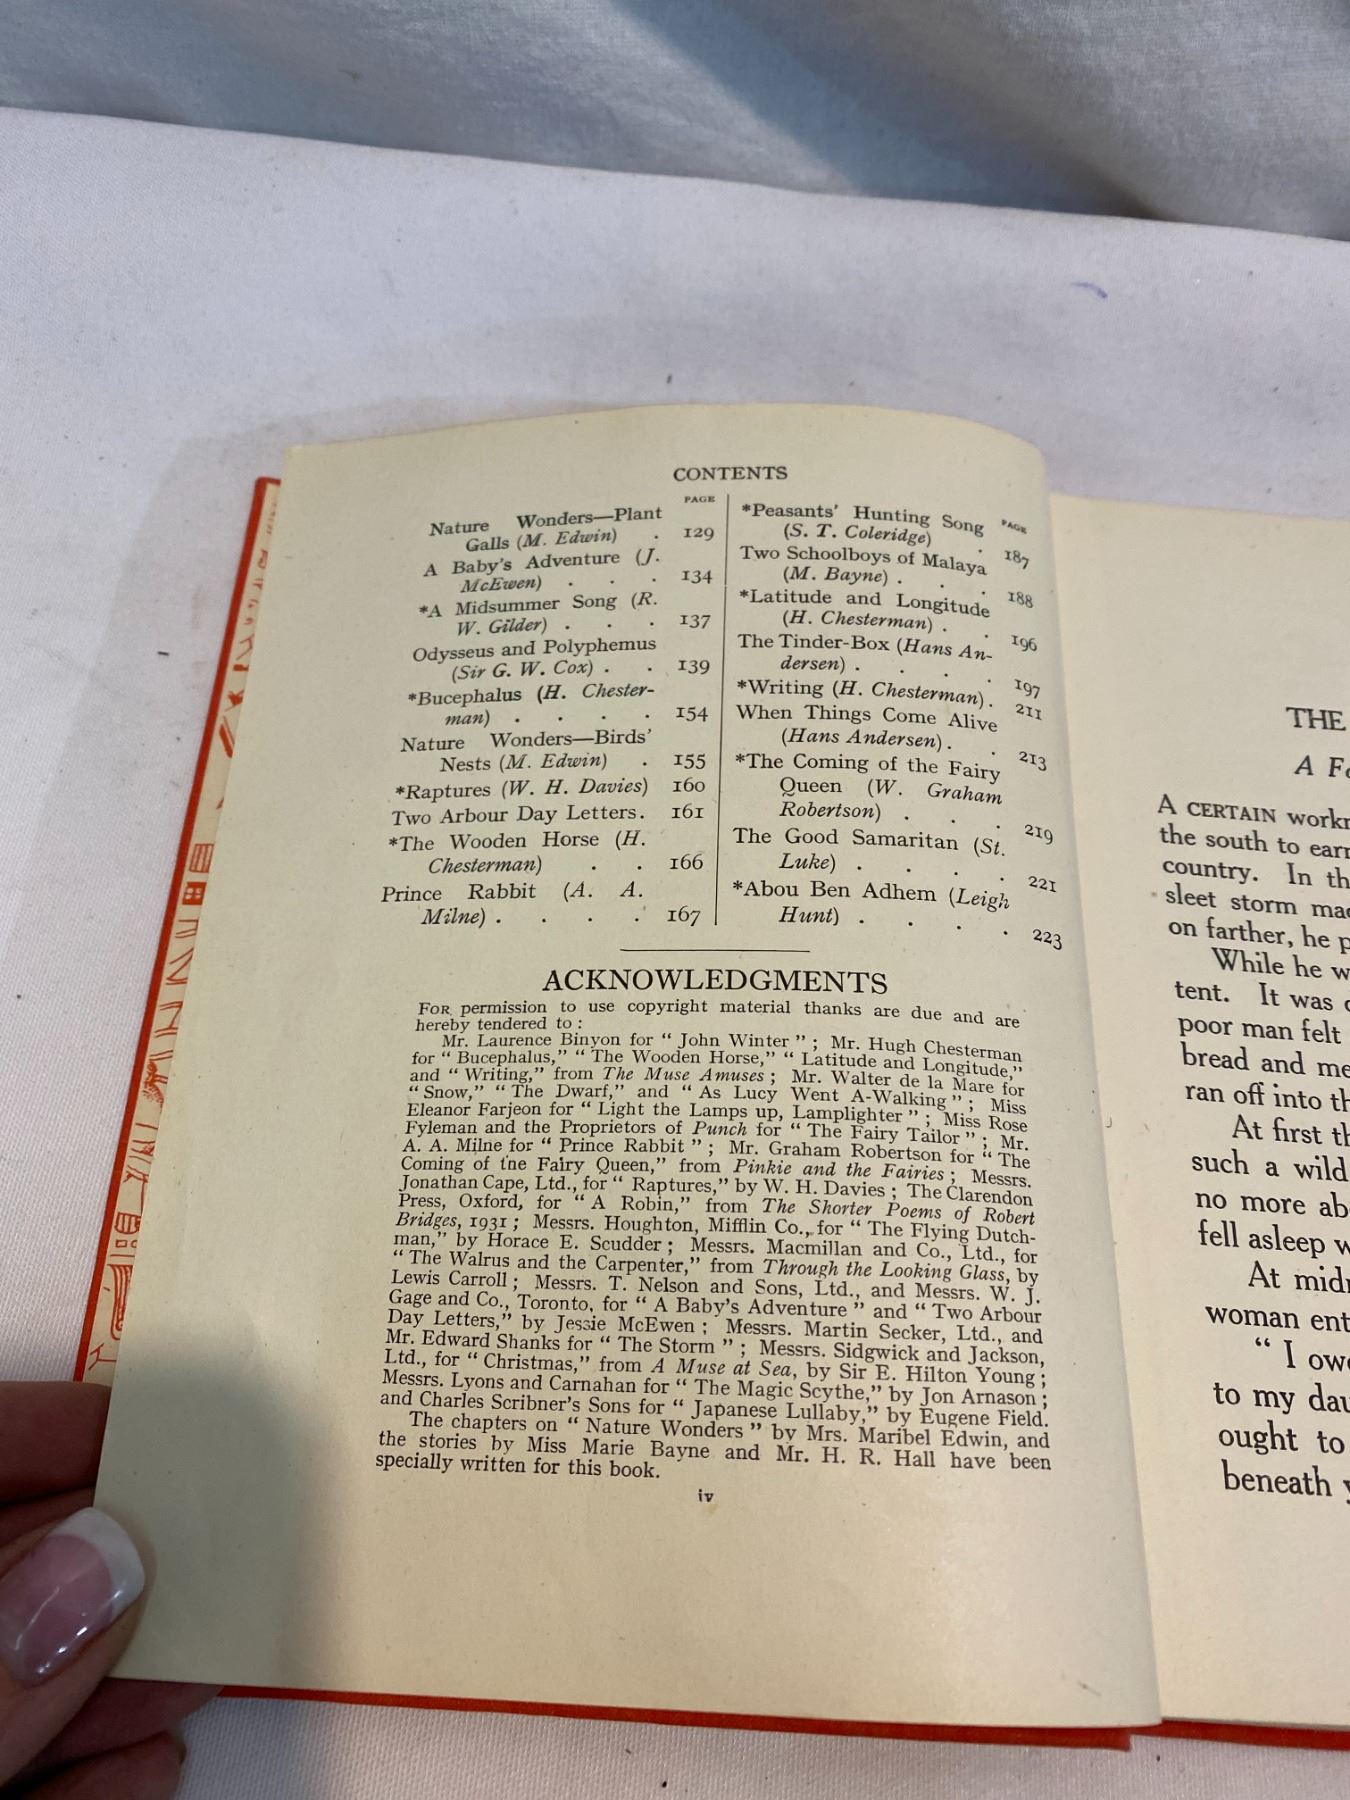 CONTENTS
PAGE
Nature Wonders—Plant
Galls (M. Edwin) . 129
A Baby's Adventure (J.
McEwen) . . . 134
*A Midsummer Song (R.
W. Gilder) . . . 137
Odysseus and Polyphemus
(Sir G. W. Cox) . . 139
*Bucephalus (H. Chester-
man) . . . . 154
Nature Wonders—Birds'
Nests (M. Edwin) . 155
*Raptures (W. H. Davies) 160
Two Arbour Day Letters. 161
*The Wooden Horse (H.
Chesterman) . . 166
Prince Rabbit (A. A.
Milne) . . . . 167
PAGE
*Peasants' Hunting Song
(S. T. Coleridge) . 187
Two Schoolboys of Malaya
(M. Bayne) . . . 188
*Latitude and Longitude
(H. Chesterman) . . 196
The Tinder-Box (Hans An-
dersen) . . . . 197
*Writing (H. Chesterman) . 211
When Things Come Alive
(Hans Andersen) . . 213
*The Coming of the Fairy
Queen (W. Graham
Robertson) . . . 219
The Good Samaritan (St.
Luke) . . . . 221
*Abou Ben Adhem (Leigh
Hunt) . . . . 223
ACKNOWLEDGMENTS
FOR permission to use copyright material thanks are due and are
hereby tendered to :
Mr. Laurence Binyon for “ John Winter ” ; Mr. Hugh Chesterman
for “ Bucephalus,” “ The Wooden Horse,” “ Latitude and Longitude,”
and “ Writing,” from The Muse Amuses ; Mr. Walter de la Mare for
“ Snow,” “ The Dwarf,” and “ As Lucy Went A-Walking ” ; Miss
Eleanor Farjeon for “ Light the Lamps up, Lamplighter ” ; Miss Rose
Fyleman and the Proprietors of Punch for “ The Fairy Tailor ” ; Mr.
A. A. Milne for “ Prince Rabbit ” ; Mr. Graham Robertson for “ The
Coming of the Fairy Queen,” from Pinkie and the Fairies ; Messrs.
Jonathan Cape, Ltd., for “ Raptures,” by W. H. Davies ; The Clarendon
Press, Oxford, for “ A Robin,” from The Shorter Poems of Robert
Bridges, 1931 ; Messrs. Houghton, Mifflin Co., for “ The Flying Dutch-
man,” by Horace E. Scudder ; Messrs. Macmillan and Co., Ltd., for
“ The Walrus and the Carpenter,” from Through the Looking Glass, by
Lewis Carroll ; Messrs. T. Nelson and Sons, Ltd., and Messrs. W. J.
Gage and Co., Toronto, for “ A Baby's Adventure ” and “ Two Arbour
Day Letters,” by Jessie McEwen ; Messrs. Martin Secker, Ltd., and
Mr. Edward Shanks for “ The Storm ” ; Messrs. Sidgwick and Jackson,
Ltd., for “ Christmas,” from A Muse at Sea, by Sir E. Hilton Young ;
Messrs. Lyons and Carnahan for “ The Magic Scythe,” by Jon Arnason ;
and Charles Scribner's Sons for “ Japanese Lullaby,” by Eugene Field.
The chapters on “ Nature Wonders ” by Mrs. Maribel Edwin, and
the stories by Miss Marie Bayne and Mr. H. R. Hall have been
specially written for this book.
iv
THE
A
A CERTAIN
the south to
country. In
sleet storm
on farther, he
While he
tent. It was
poor man felt
bread and
ran off into
At first
such a wild
no more
fell asleep
At
woman
“ I
to my
ought to
beneath